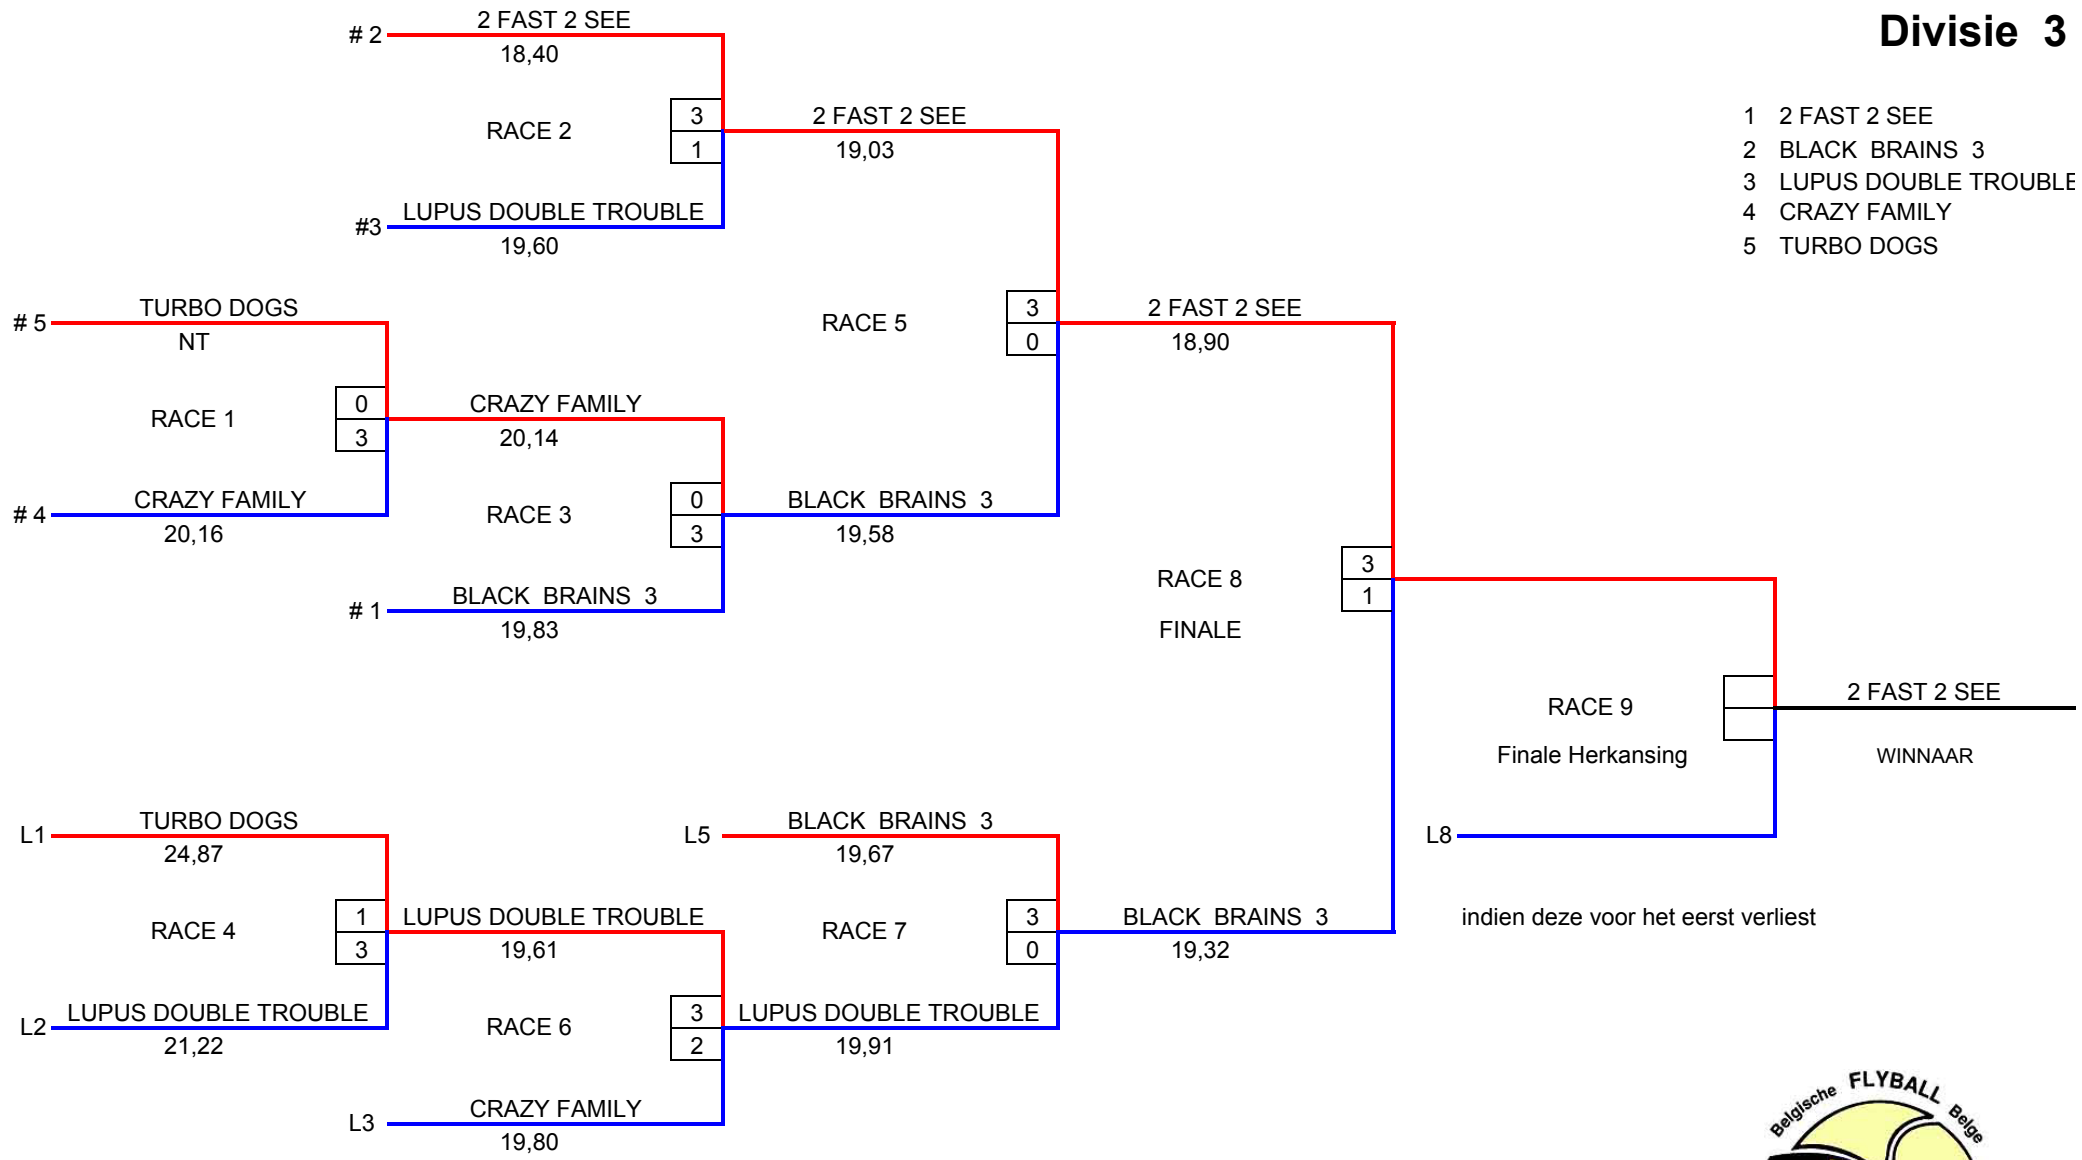 Divisie 3
1 2 FAST 2 SEE
2 BLACK BRAINS 3
3 LUPUS DOUBLE TROUBLE
4 CRAZY FAMILY
5 TURBO DOGS
# 2
2 FAST 2 SEE
18,40
RACE 2
3
1
#3
LUPUS DOUBLE TROUBLE
19,60
2 FAST 2 SEE
19,03
# 5
TURBO DOGS
NT
RACE 1
0
3
# 4
CRAZY FAMILY
20,16
CRAZY FAMILY
20,14
RACE 3
0
3
# 1
BLACK BRAINS 3
19,83
BLACK BRAINS 3
19,58
RACE 5
3
0
2 FAST 2 SEE
18,90
RACE 8
3
1
FINALE
RACE 9
Finale Herkansing
2 FAST 2 SEE
WINNAAR
L8
indien deze voor het eerst verliest
L1
TURBO DOGS
24,87
RACE 4
1
3
L2
LUPUS DOUBLE TROUBLE
21,22
LUPUS DOUBLE TROUBLE
19,61
RACE 6
3
2
L3
CRAZY FAMILY
19,80
L5
BLACK BRAINS 3
19,67
RACE 7
3
0
LUPUS DOUBLE TROUBLE
19,91
BLACK BRAINS 3
19,32
Belgische FLYBALL Belge